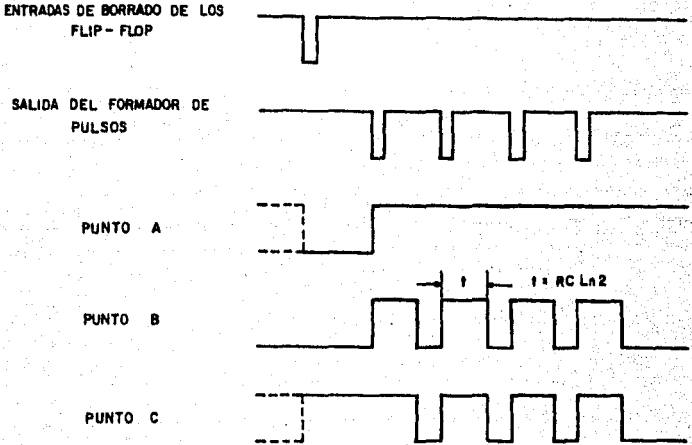 ENTRADAS DE BORRADO DE LOS
FLIP - FLOP
SALIDA DEL FORMADOR DE
PULSOS
PUNTO A
t t = RC Ln 2
PUNTO B
PUNTO C